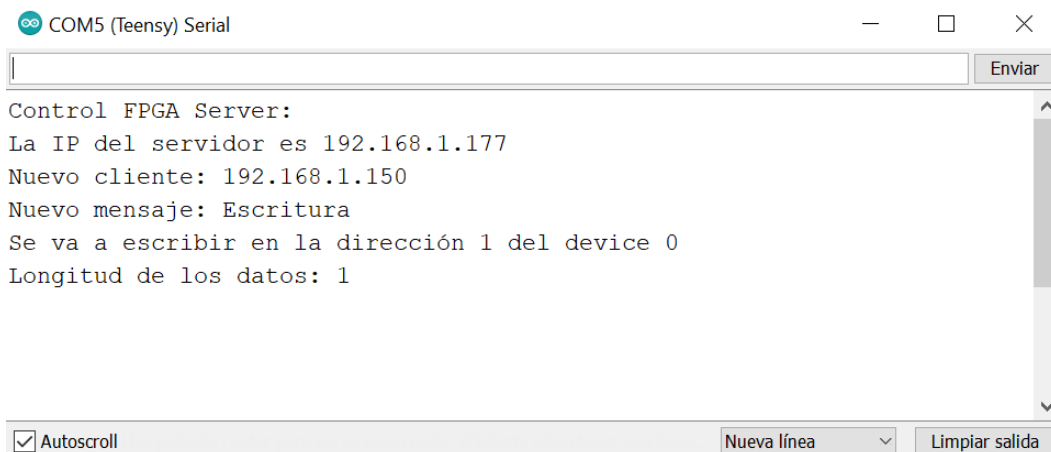 COM5 (Teensy) Serial
Enviar
Control FPGA Server:
La IP del servidor es 192.168.1.177
Nuevo cliente: 192.168.1.150
Nuevo mensaje: Escritura
Se va a escribir en la dirección 1 del device 0
Longitud de los datos: 1
Autoscroll
Nueva línea
Limpiar salida